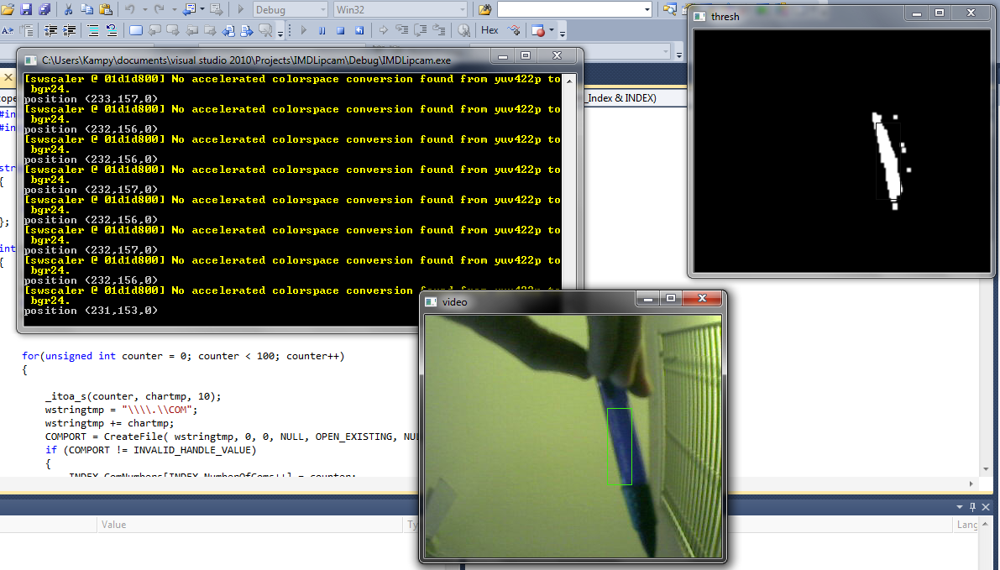 Debug
Win32
Hex
thresh
C:\Users\Kampy\documents\visual studio 2010\Projects\IMDLipcam\Debug\IMDLipcam.exe
_Index & INDEX)
[swscaler @ 01d1d800] No accelerated colorspace conversion found from yuv422p to
bgr24.
position (233,157,0)
[swscaler @ 01d1d800] No accelerated colorspace conversion found from yuv422p to
bgr24.
position (232,156,0)
[swscaler @ 01d1d800] No accelerated colorspace conversion found from yuv422p to
bgr24.
position (232,156,0)
[swscaler @ 01d1d800] No accelerated colorspace conversion found from yuv422p to
bgr24.
position (232,157,0)
[swscaler @ 01d1d800] No accelerated colorspace conversion found from yuv422p to
bgr24.
position (232,156,0)
[swscaler @ 01d1d800] No accelerated colorspace conversion found from yuv422p to
bgr24.
position (232,157,0)
[swscaler @ 01d1d800] No accelerated colorspace conversion found from yuv422p to
bgr24.
position (232,156,0)
[swscaler @ 01d1d800] No accelerated colorspace conversion found from yuv422p to
bgr24.
position (231,153,0)
#in
#in
str
{
};
int
{
video
for(unsigned int counter = 0; counter < 100; counter++)
{
_itoa_s(counter, chartmp, 10);
wstringtmp = "\\\\.\\COM";
wstringtmp += chartmp;
COMPORT = CreateFile( wstringtmp, 0, 0, NULL, OPEN_EXISTING, NU
if (COMPORT != INVALID_HANDLE_VALUE)
{
INDEX.ComNumbers[INDEX.NumberOfComs++] = counter;
Value
Ty
Lang